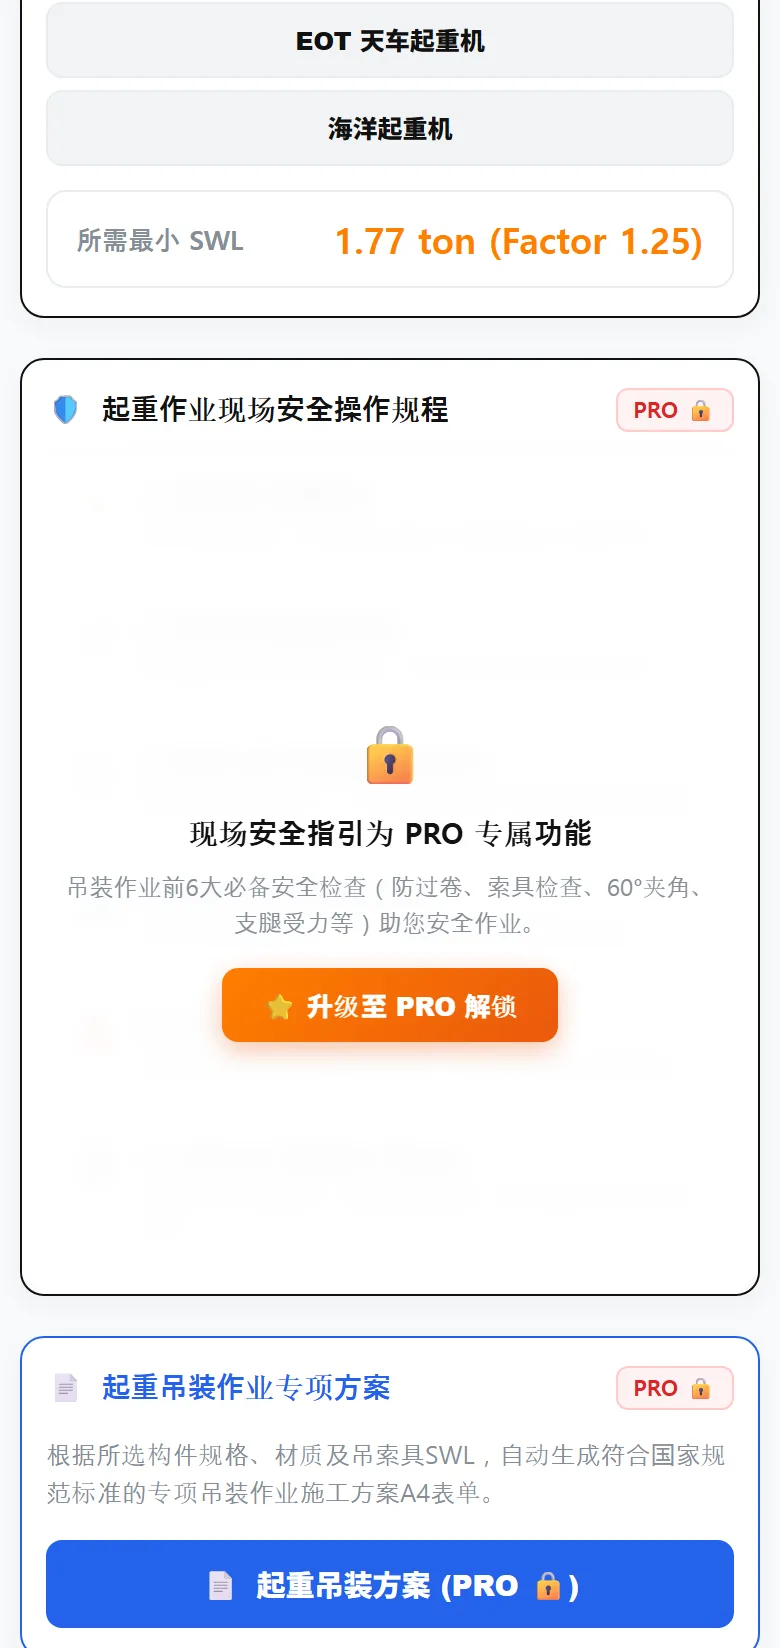 EOT 天车起重机
海洋起重机
所需最小 SWL
1.77 ton (Factor 1.25)
起重作业现场安全操作规程
PRO 🔒
现场安全指引为 PRO 专属功能
吊装作业前6大必备安全检查（防过卷、索具检查、60°夹角、
支腿受力等）助您安全作业。
⭐ 升级至 PRO 解锁
起重吊装作业专项方案
PRO 🔒
根据所选构件规格、材质及吊索具SWL，自动生成符合国家规
范标准的专项吊装作业施工方案A4表单。
起重吊装方案 (PRO 🔒)